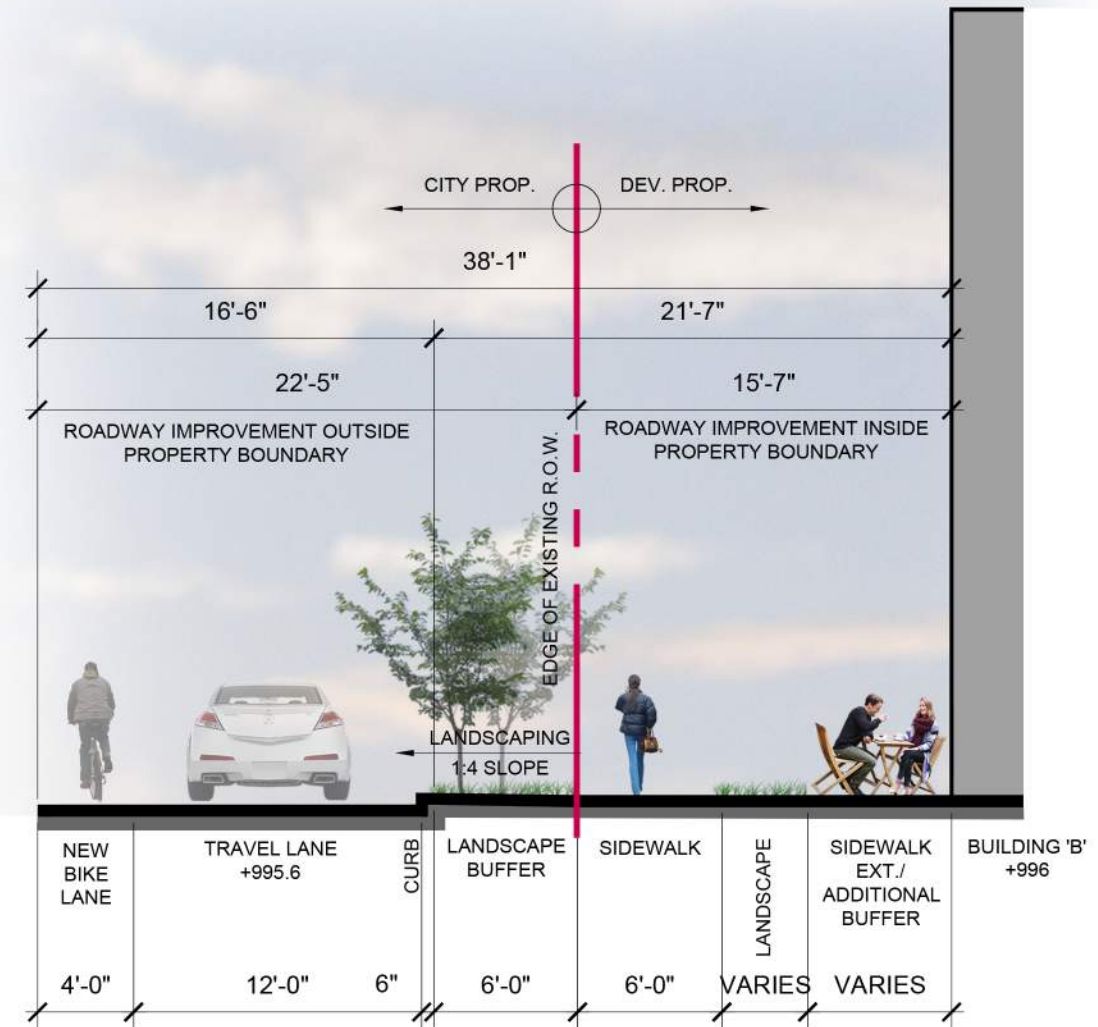 CITY PROP. DEV. PROP.
38'-1"
16'-6" 21'-7"
22'-5" 15'-7"
ROADWAY IMPROVEMENT OUTSIDE
PROPERTY BOUNDARY
ROADWAY IMPROVEMENT INSIDE
PROPERTY BOUNDARY
EDGE OF EXISTING R.O.W.
LANDSCAPING
1:4 SLOPE
NEW
BIKE
LANE
TRAVEL LANE
+995.6
CURB
LANDSCAPE
BUFFER
SIDEWALK
LANDSCAPE
SIDEWALK
EXT./
ADDITIONAL
BUFFER
BUILDING 'B'
+996
4'-0" 12'-0" 6" 6'-0" 6'-0" VARIES VARIES